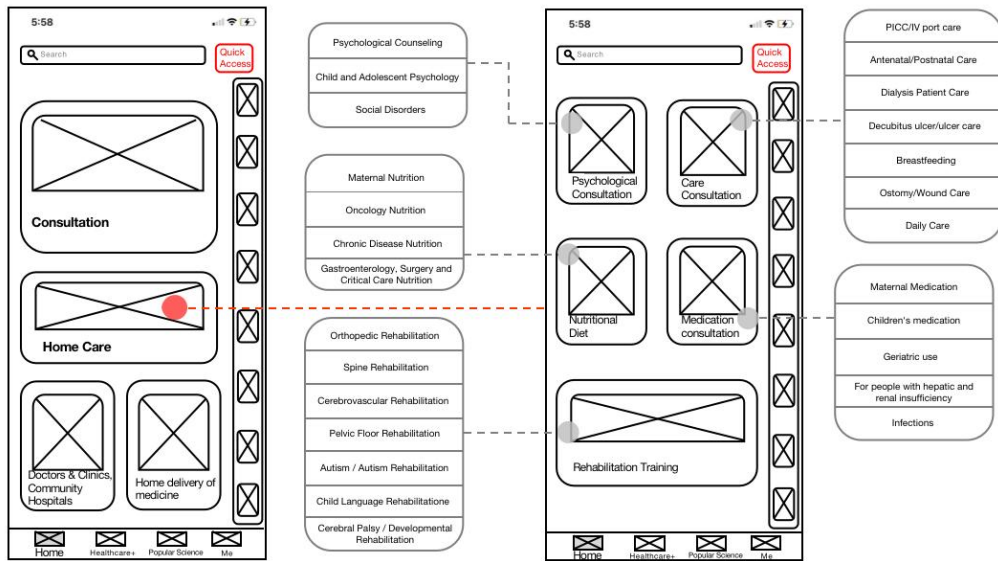 5:58
Search
Quick
Access
Consultation
Home Care
Doctors & Clinics,
Community
Hospitals
Home delivery of
medicine
Home
Healthcare+
Popular Science
Me
Psychological Counseling
Child and Adolescent Psychology
Social Disorders
Maternal Nutrition
Oncology Nutrition
Chronic Disease Nutrition
Gastroenterology, Surgery and
Critical Care Nutrition
Orthopedic Rehabilitation
Spine Rehabilitation
Cerebrovascular Rehabilitation
Pelvic Floor Rehabilitation
Autism / Autism Rehabilitation
Child Language Rehabilitatione
Cerebral Palsy / Developmental
Rehabilitation
5:58
Search
Quick
Access
Psychological
Consultation
Care
Consultation
Nutritional
Diet
Medication
consultation
Rehabilitation Training
Home
Healthcare+
Popular Science
Me
PICC/IV port care
Antenatal/Postnatal Care
Dialysis Patient Care
Decubitus ulcer/ulcer care
Breastfeeding
Ostomy/Wound Care
Daily Care
Maternal Medication
Children's medication
Geriatric use
For people with hepatic and
renal insufficiency
Infections